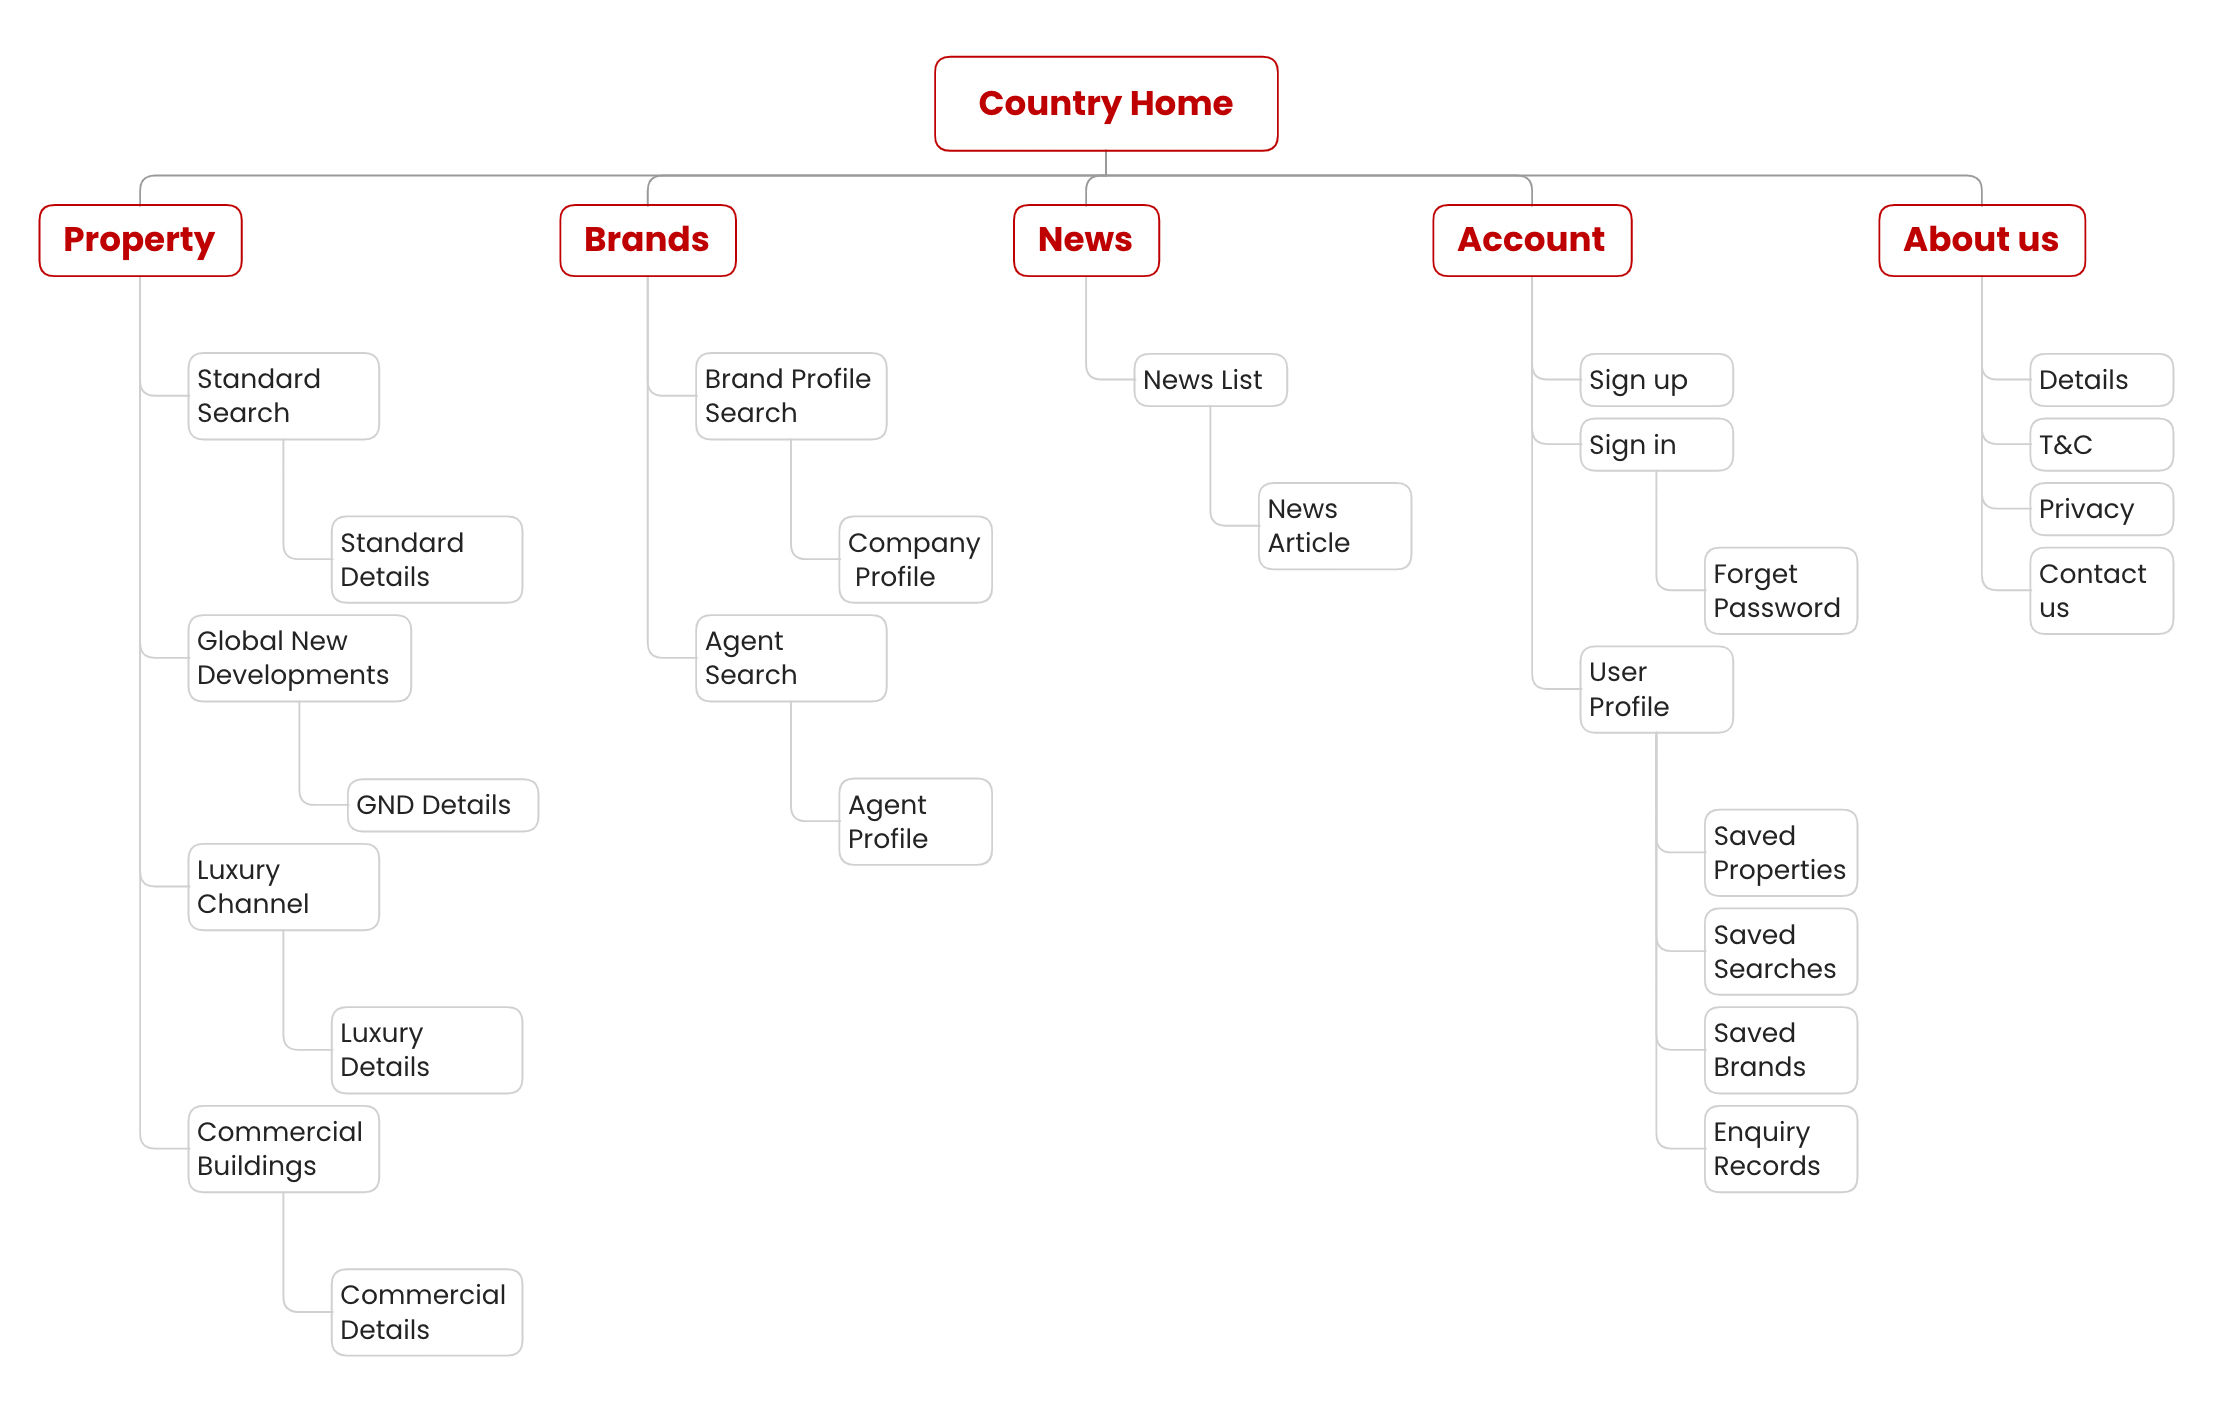 Country Home
Property
Brands
News
Account
About us
Standard
Search
Standard
Details
Global New
Developments
GND Details
Luxury
Channel
Luxury
Details
Commercial
Buildings
Commercial
Details
Brand Profile
Search
Company
Profile
Agent
Search
Agent
Profile
News List
News
Article
Sign up
Sign in
Forget
Password
User
Profile
Saved
Properties
Saved
Searches
Saved
Brands
Enquiry
Records
Details
T&C
Privacy
Contact
us